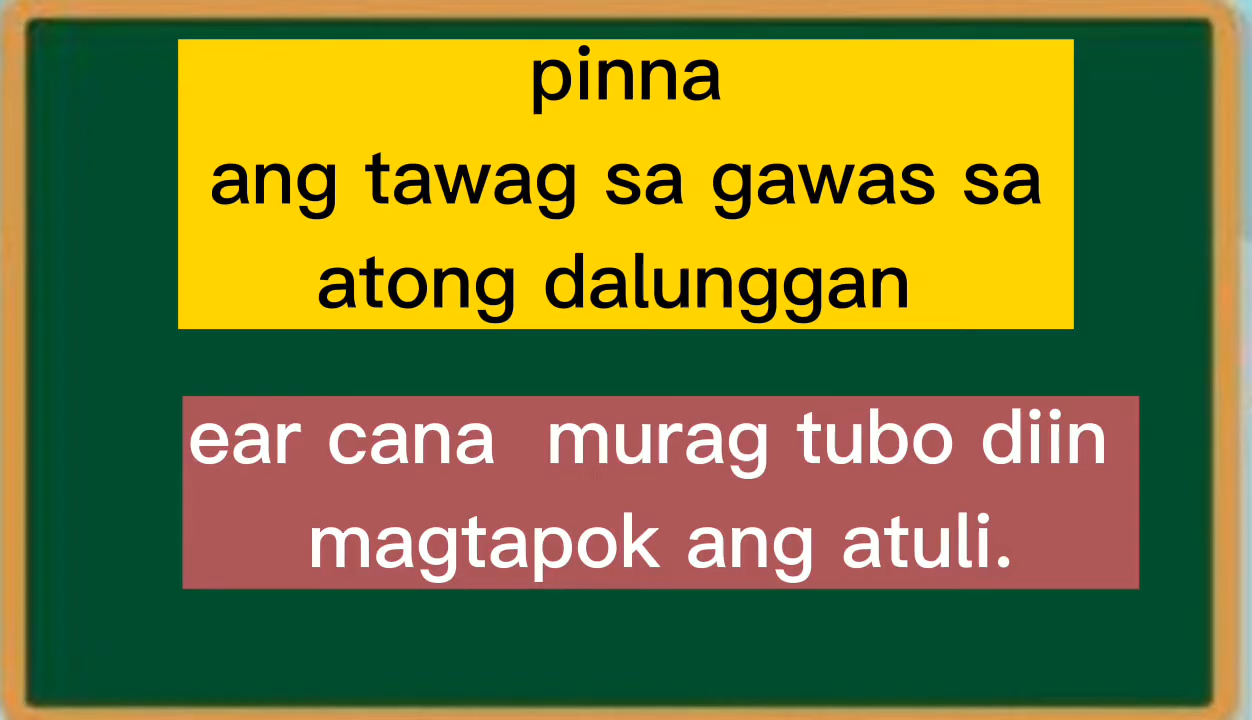 pinna
ang tawag sa gawas sa
atong dalunggan
ear cana murag tubo diin
magtapok ang atuli.